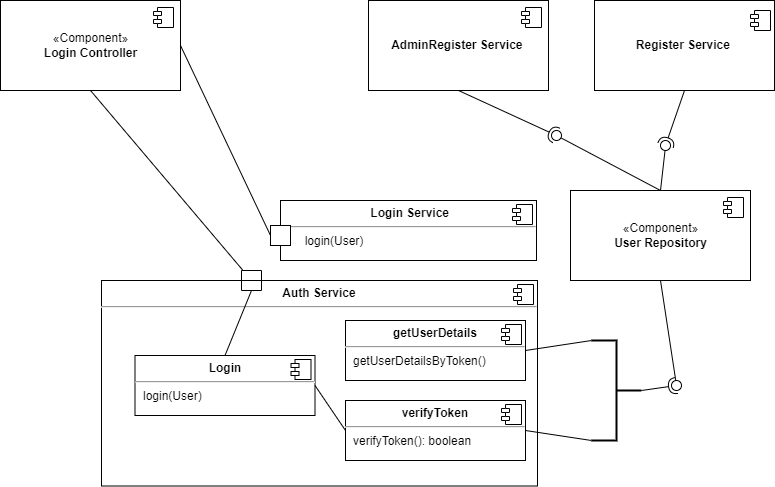 «Component»
Login Controller
AdminRegister Service
Register Service
Login Service
login(User)
«Component»
User Repository
Auth Service
getUserDetails
getUserDetailsByToken()
Login
login(User)
verifyToken
verifyToken(): boolean